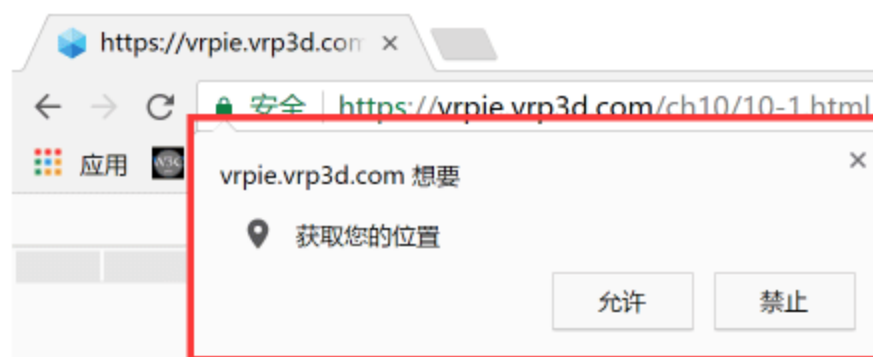 https://vrpie.vrp3d.com
安全 https://vrpie.vrp3d.com/ch10/10-1.html
应用 W3C
vrpie.vrp3d.com 想要
获取您的位置
允许 禁止